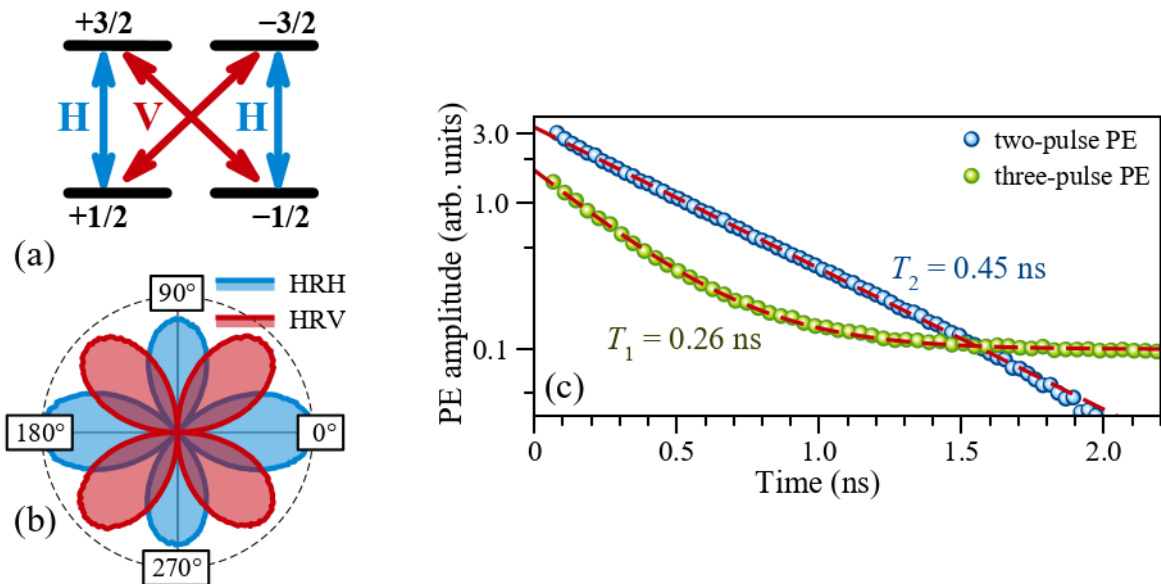 +3/2
−3/2
H
V
H
+1/2
−1/2
(a)
90°
HRH
HRV
180°
0°
270°
(b)
PE amplitude (arb. units)
3.0
1.0
0.1
two-pulse PE
three-pulse PE
T₂ = 0.45 ns
T₁ = 0.26 ns
(c)
0
0.5
1.0
1.5
2.0
Time (ns)